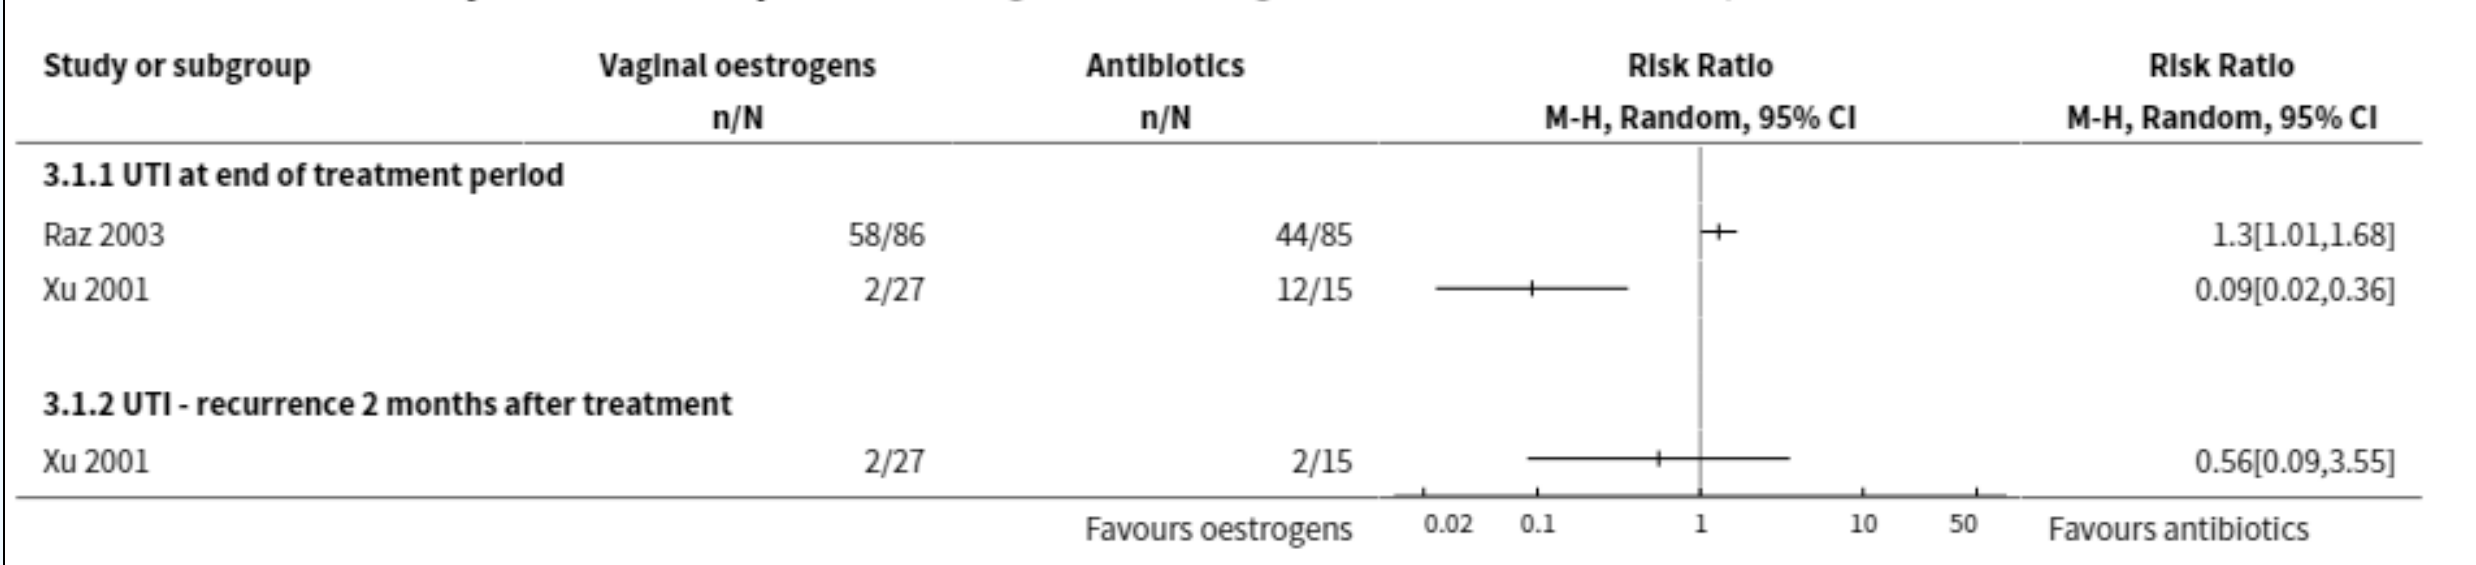 Study or subgroup Vaginal oestrogens Antibiotics Risk Ratio Risk Ratio
n/N n/N M-H, Random, 95% CI M-H, Random, 95% CI
3.1.1 UTI at end of treatment period
Raz 2003 58/86 44/85 1.3[1.01,1.68]
Xu 2001 2/27 12/15 0.09[0.02,0.36]
3.1.2 UTI - recurrence 2 months after treatment
Xu 2001 2/27 2/15 0.56[0.09,3.55]
Favours oestrogens 0.02 0.1 1 10 50 Favours antibiotics